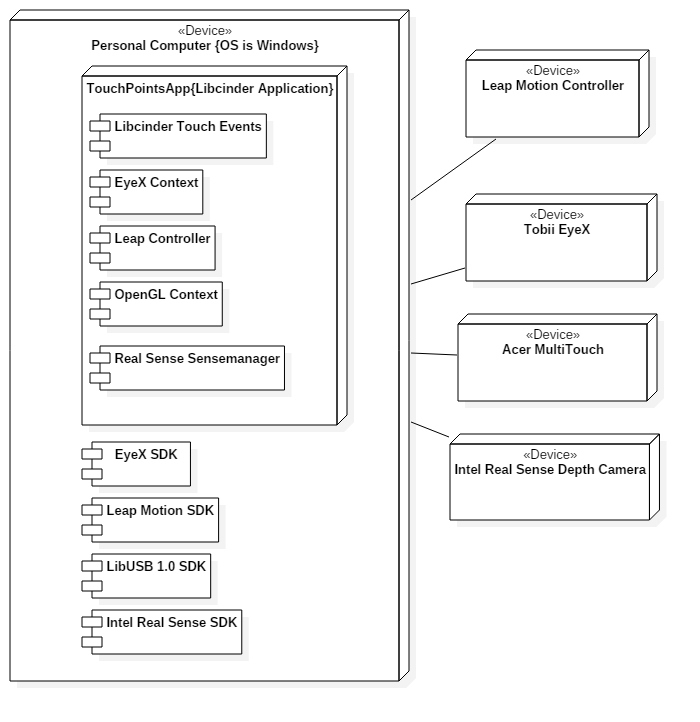 «Device»
Personal Computer {OS is Windows}
TouchPointsApp{Libcinder Application}
Libcinder Touch Events
EyeX Context
Leap Controller
OpenGL Context
Real Sense Sensemanager
EyeX SDK
Leap Motion SDK
LibUSB 1.0 SDK
Intel Real Sense SDK
«Device»
Leap Motion Controller
«Device»
Tobii EyeX
«Device»
Acer MultiTouch
«Device»
Intel Real Sense Depth Camera